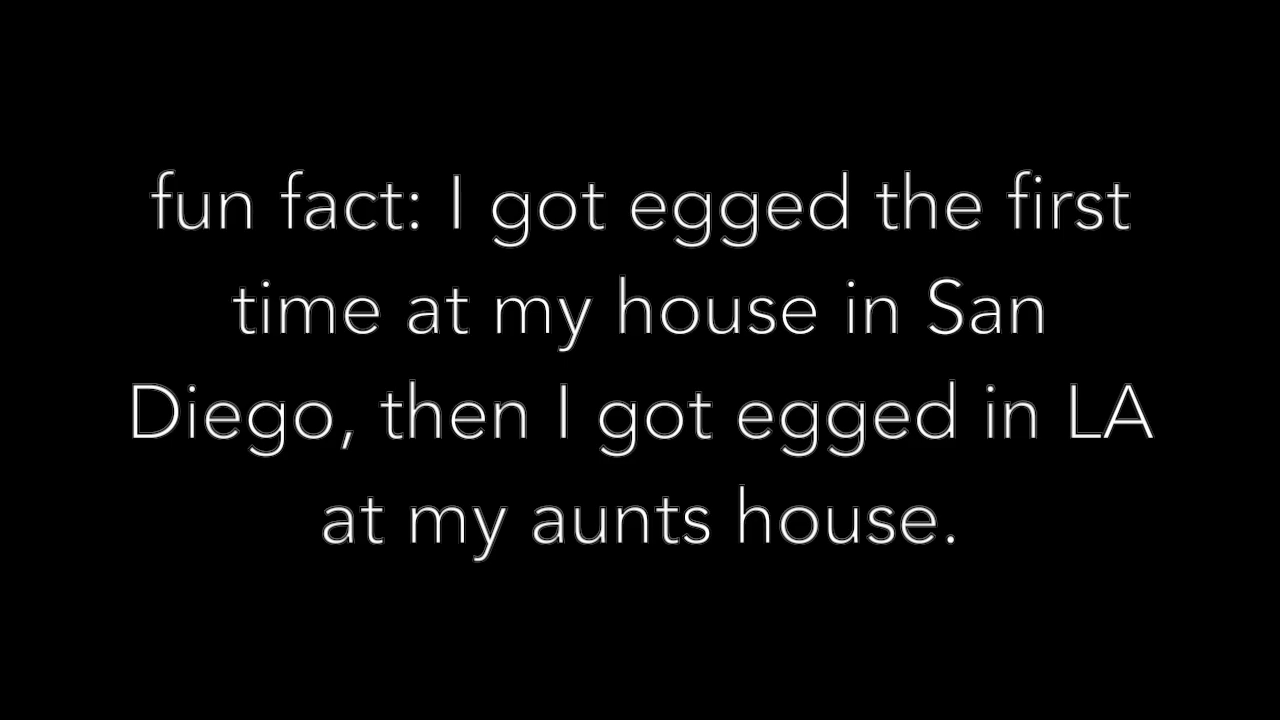 fun fact: I got egged the first
time at my house in San
Diego, then I got egged in LA
at my aunts house.